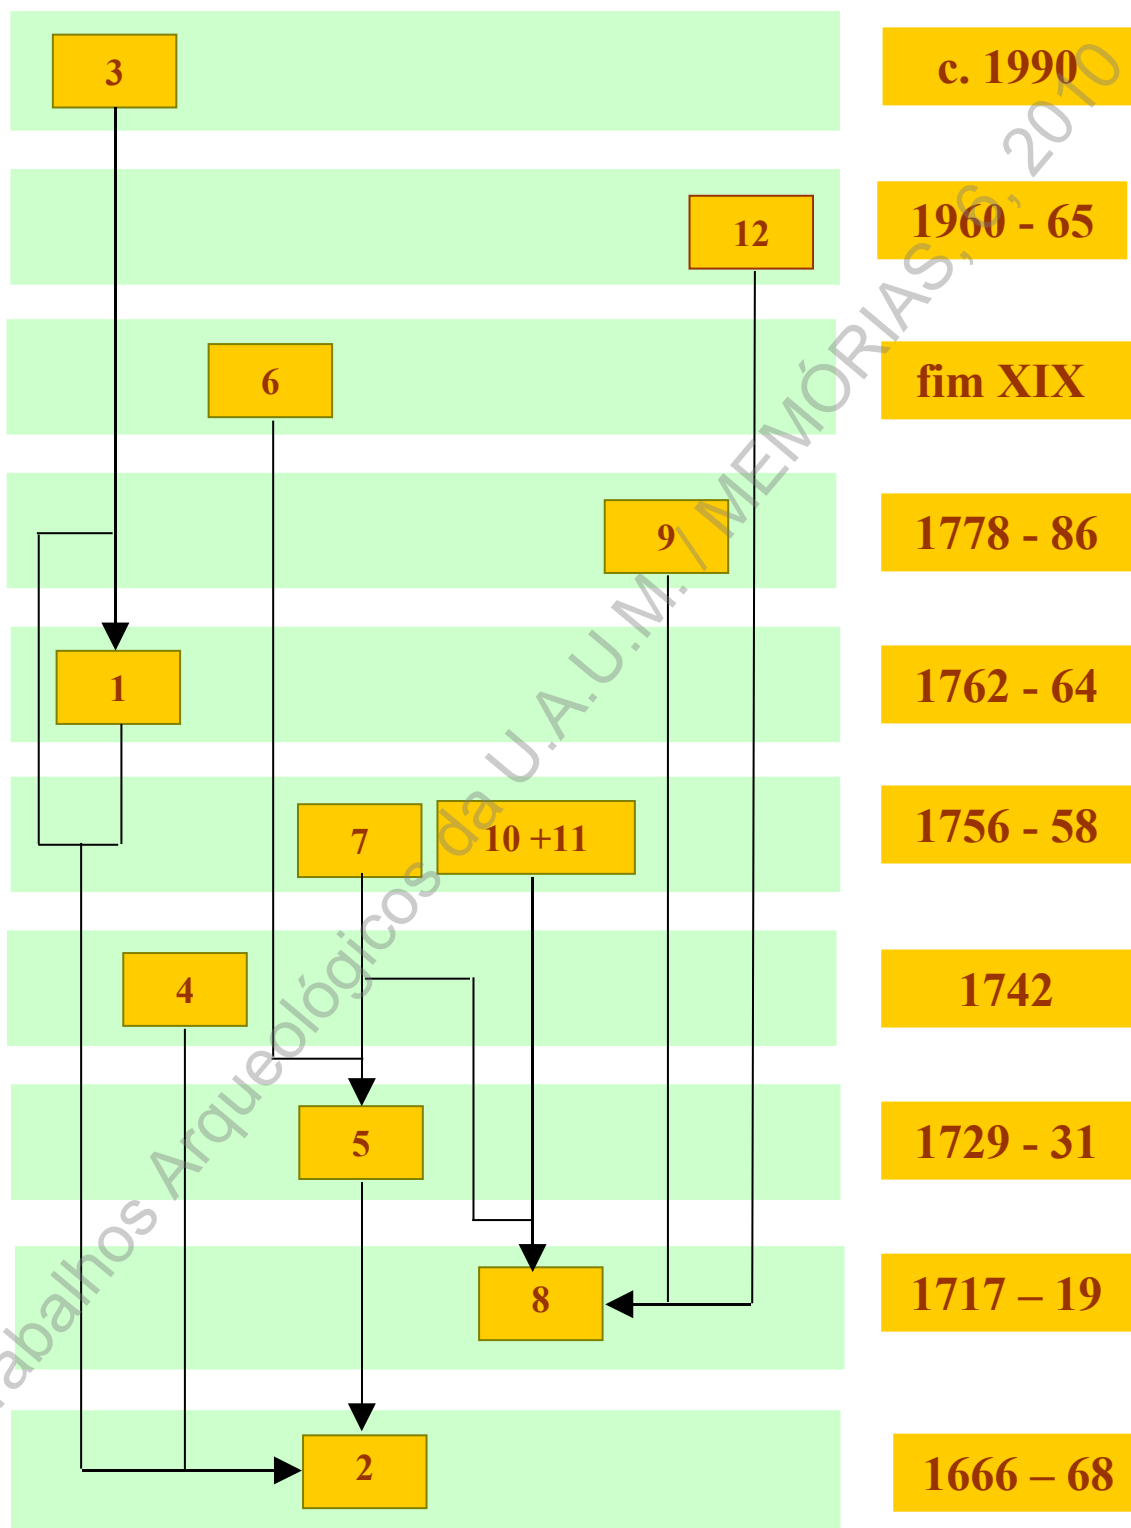 3 c. 1990
12 1960 - 65
6 fim XIX
9 1778 - 86
1 1762 - 64
7 10 +11 1756 - 58
4 1742
5 1729 - 31
8 1717 – 19
2 1666 – 68
Trabalhos Arqueológicos da U.A.U.M. / MEMÓRIAS, 6, 2010